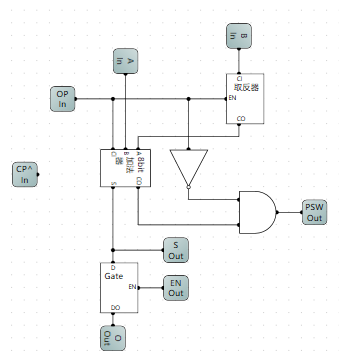 B
In
A
In
CI
取反器
OP
In
EN
CO
CI
B
A
8bit
加法
器
S
CO
CP^
In
PSW
Out
S
Out
D
Gate
EN
EN
Out
DO
O
Out